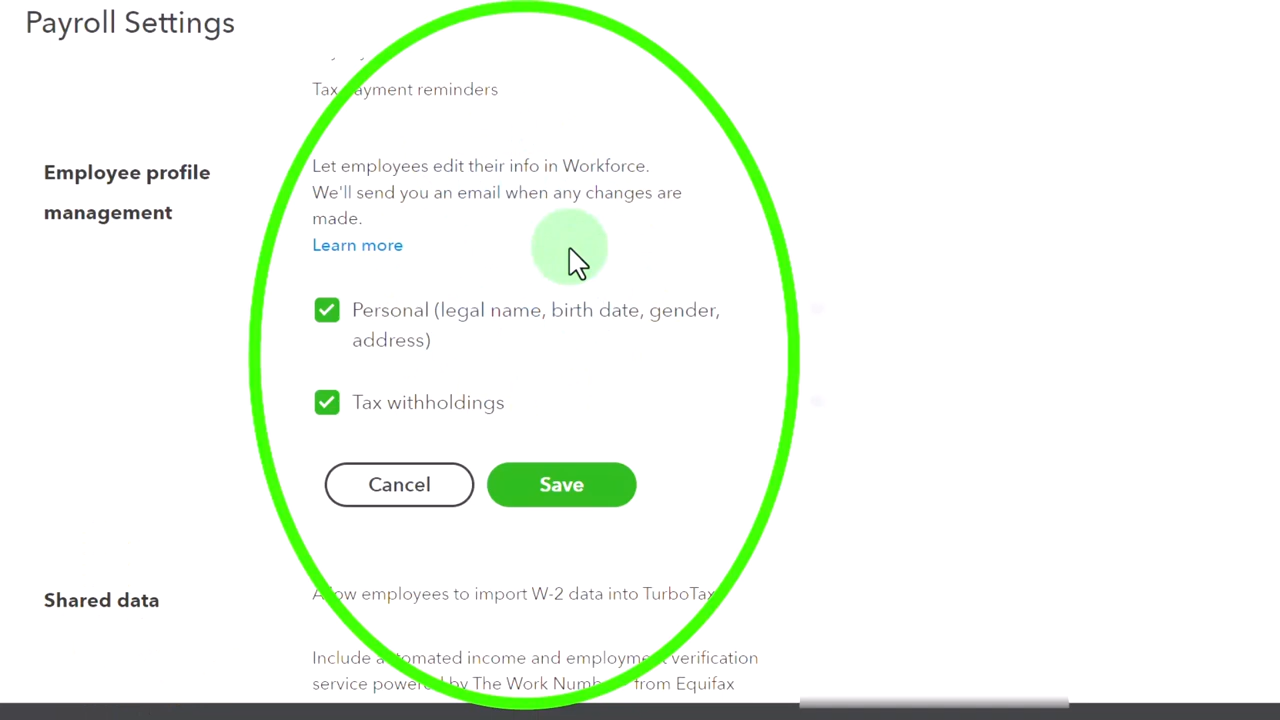 Payroll Settings
Tax payment reminders
Employee profile
management
Let employees edit their info in Workforce.
We'll send you an email when any changes are
made.
Learn more
Personal (legal name, birth date, gender,
address)
Tax withholdings
Cancel
Save
Shared data
Allow employees to import W-2 data into TurboTax
Include automated income and employment verification
service powered by The Work Number from Equifax